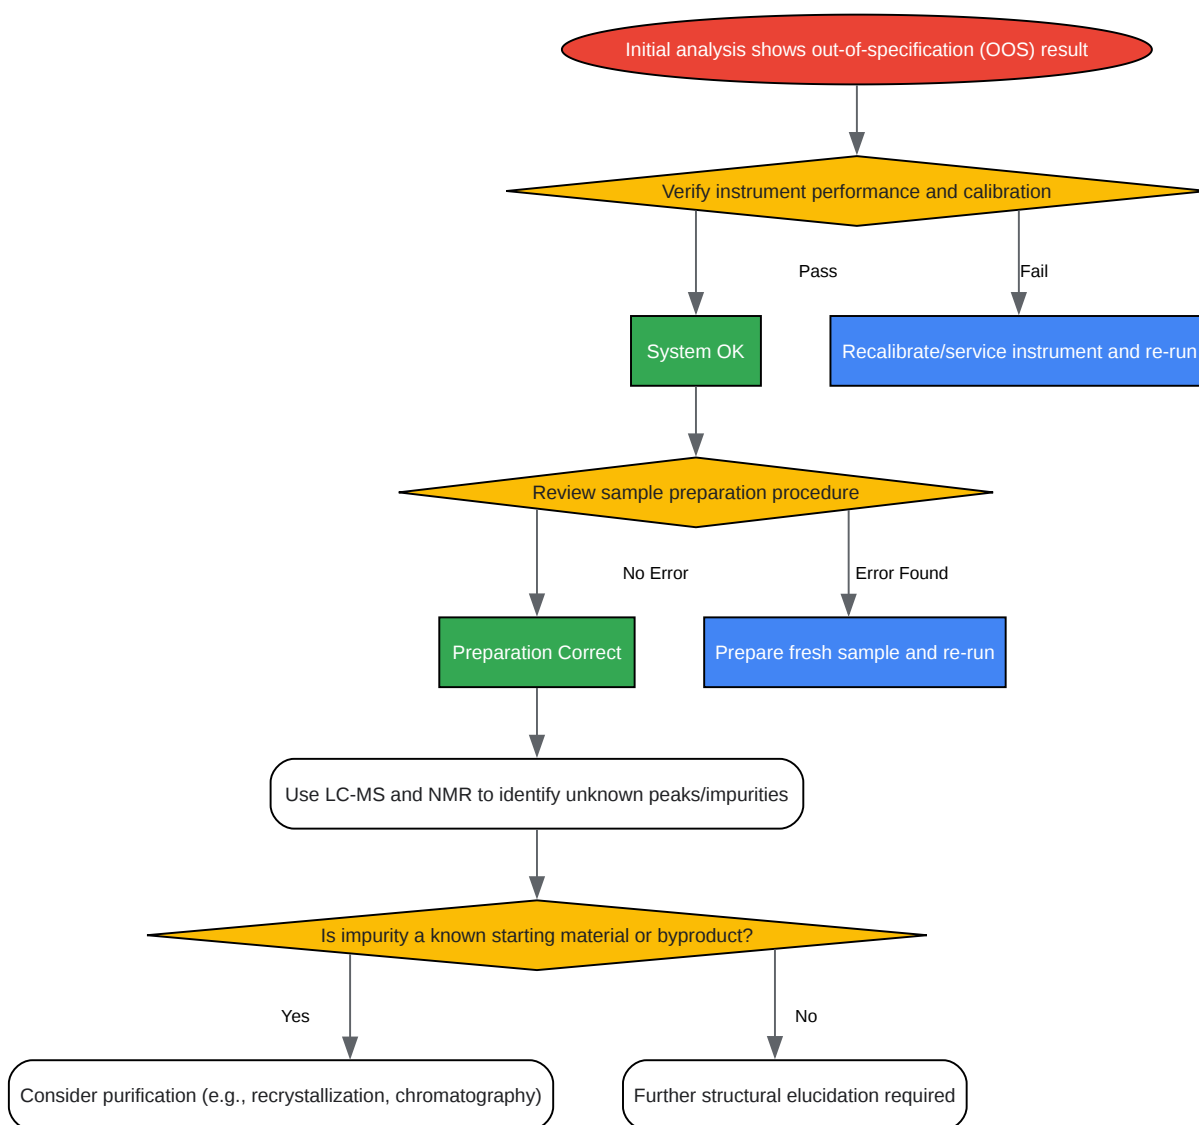 Initial analysis shows out-of-specification (OOS) result
Verify instrument performance and calibration
Pass
Fail
System OK
Recalibrate/service instrument and re-run
Review sample preparation procedure
No Error
Error Found
Preparation Correct
Prepare fresh sample and re-run
Use LC-MS and NMR to identify unknown peaks/impurities
Is impurity a known starting material or byproduct?
Yes
No
Consider purification (e.g., recrystallization, chromatography)
Further structural elucidation required